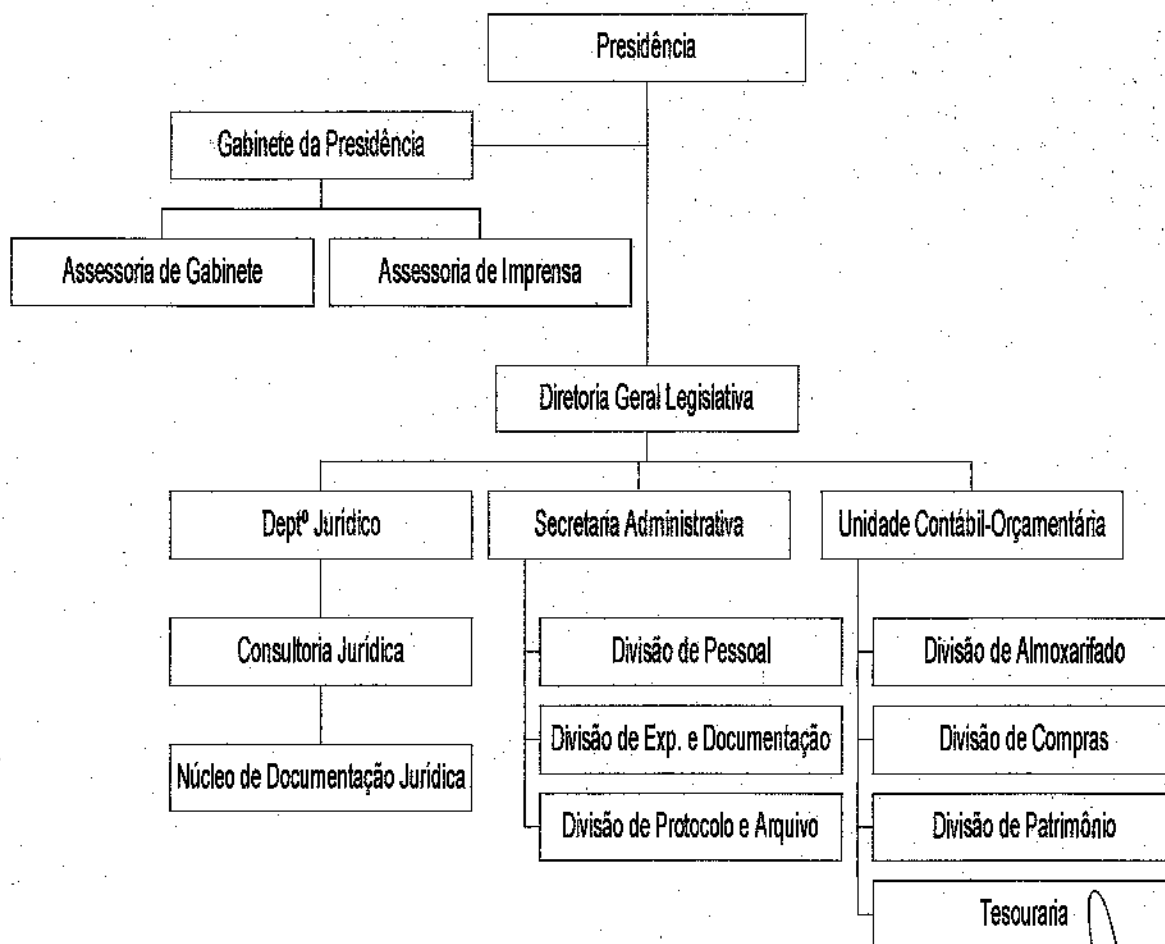 Presidência
Gabinete da Presidência
Assessoria de Gabinete
Assessoria de Imprensa
Diretoria Geral Legislativa
Deptº Jurídico
Secretaria Administrativa
Unidade Contábil-Orçamentária
Consultoria Jurídica
Divisão de Pessoal
Divisão de Almoxarifado
Núcleo de Documentação Jurídica
Divisão de Exp. e Documentação
Divisão de Compras
Divisão de Protocolo e Arquivo
Divisão de Patrimônio
Tesouraria